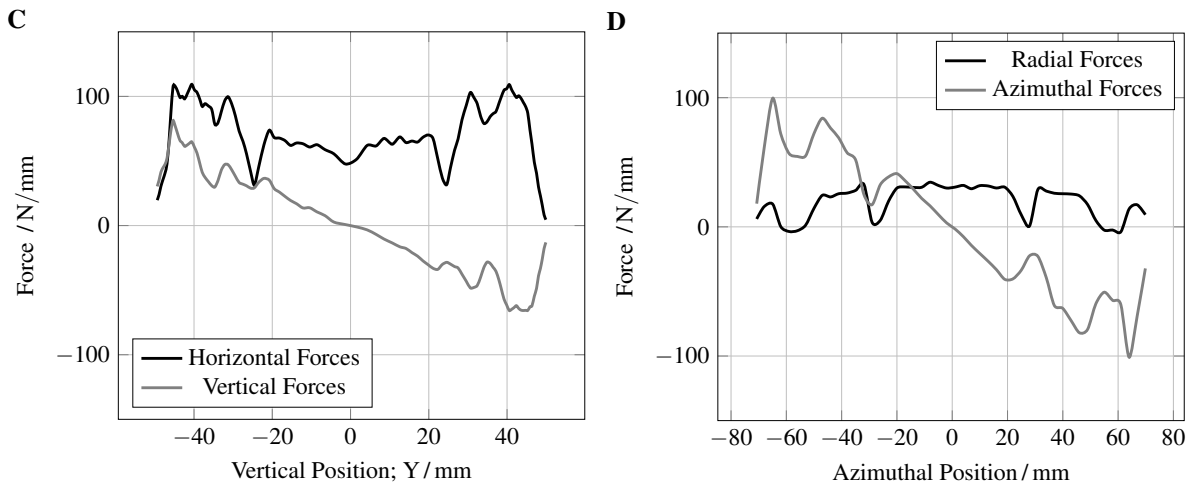 C
100
0
−100
−40
−20
0
20
40
Force / N/mm
Vertical Position; Y / mm
Horizontal Forces
Vertical Forces
D
100
0
−100
−80
−60
−40
−20
0
20
40
60
80
Force / N/mm
Azimuthal Position / mm
Radial Forces
Azimuthal Forces